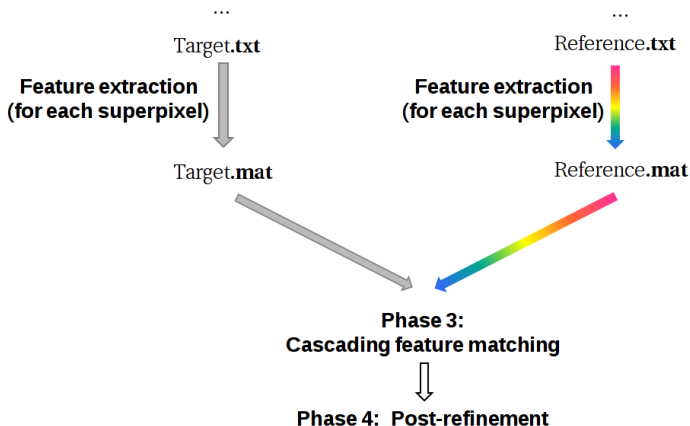 ...
...
Target.txt
Reference.txt
Feature extraction
(for each superpixel)
Feature extraction
(for each superpixel)
Target.mat
Reference.mat
Phase 3:
Cascading feature matching
Phase 4: Post-refinement